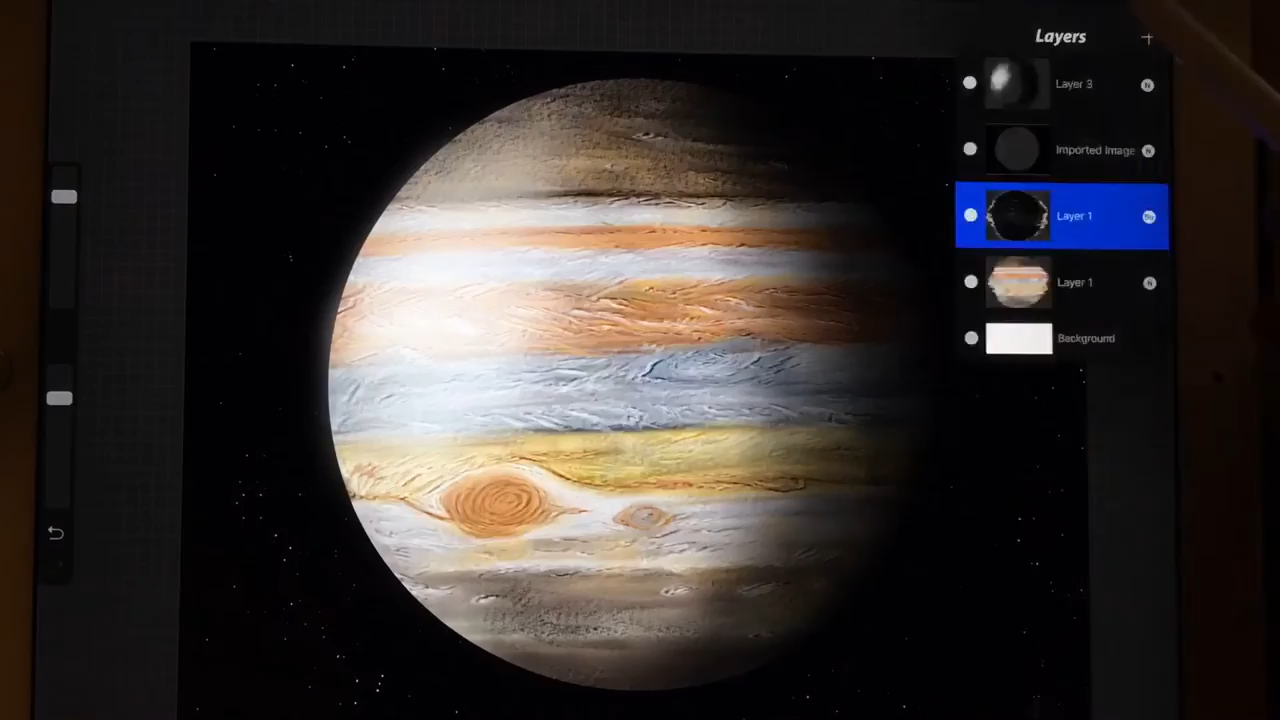 Layers
Layer 3 N
Imported Image N
Layer 1
Layer 1 N
Background